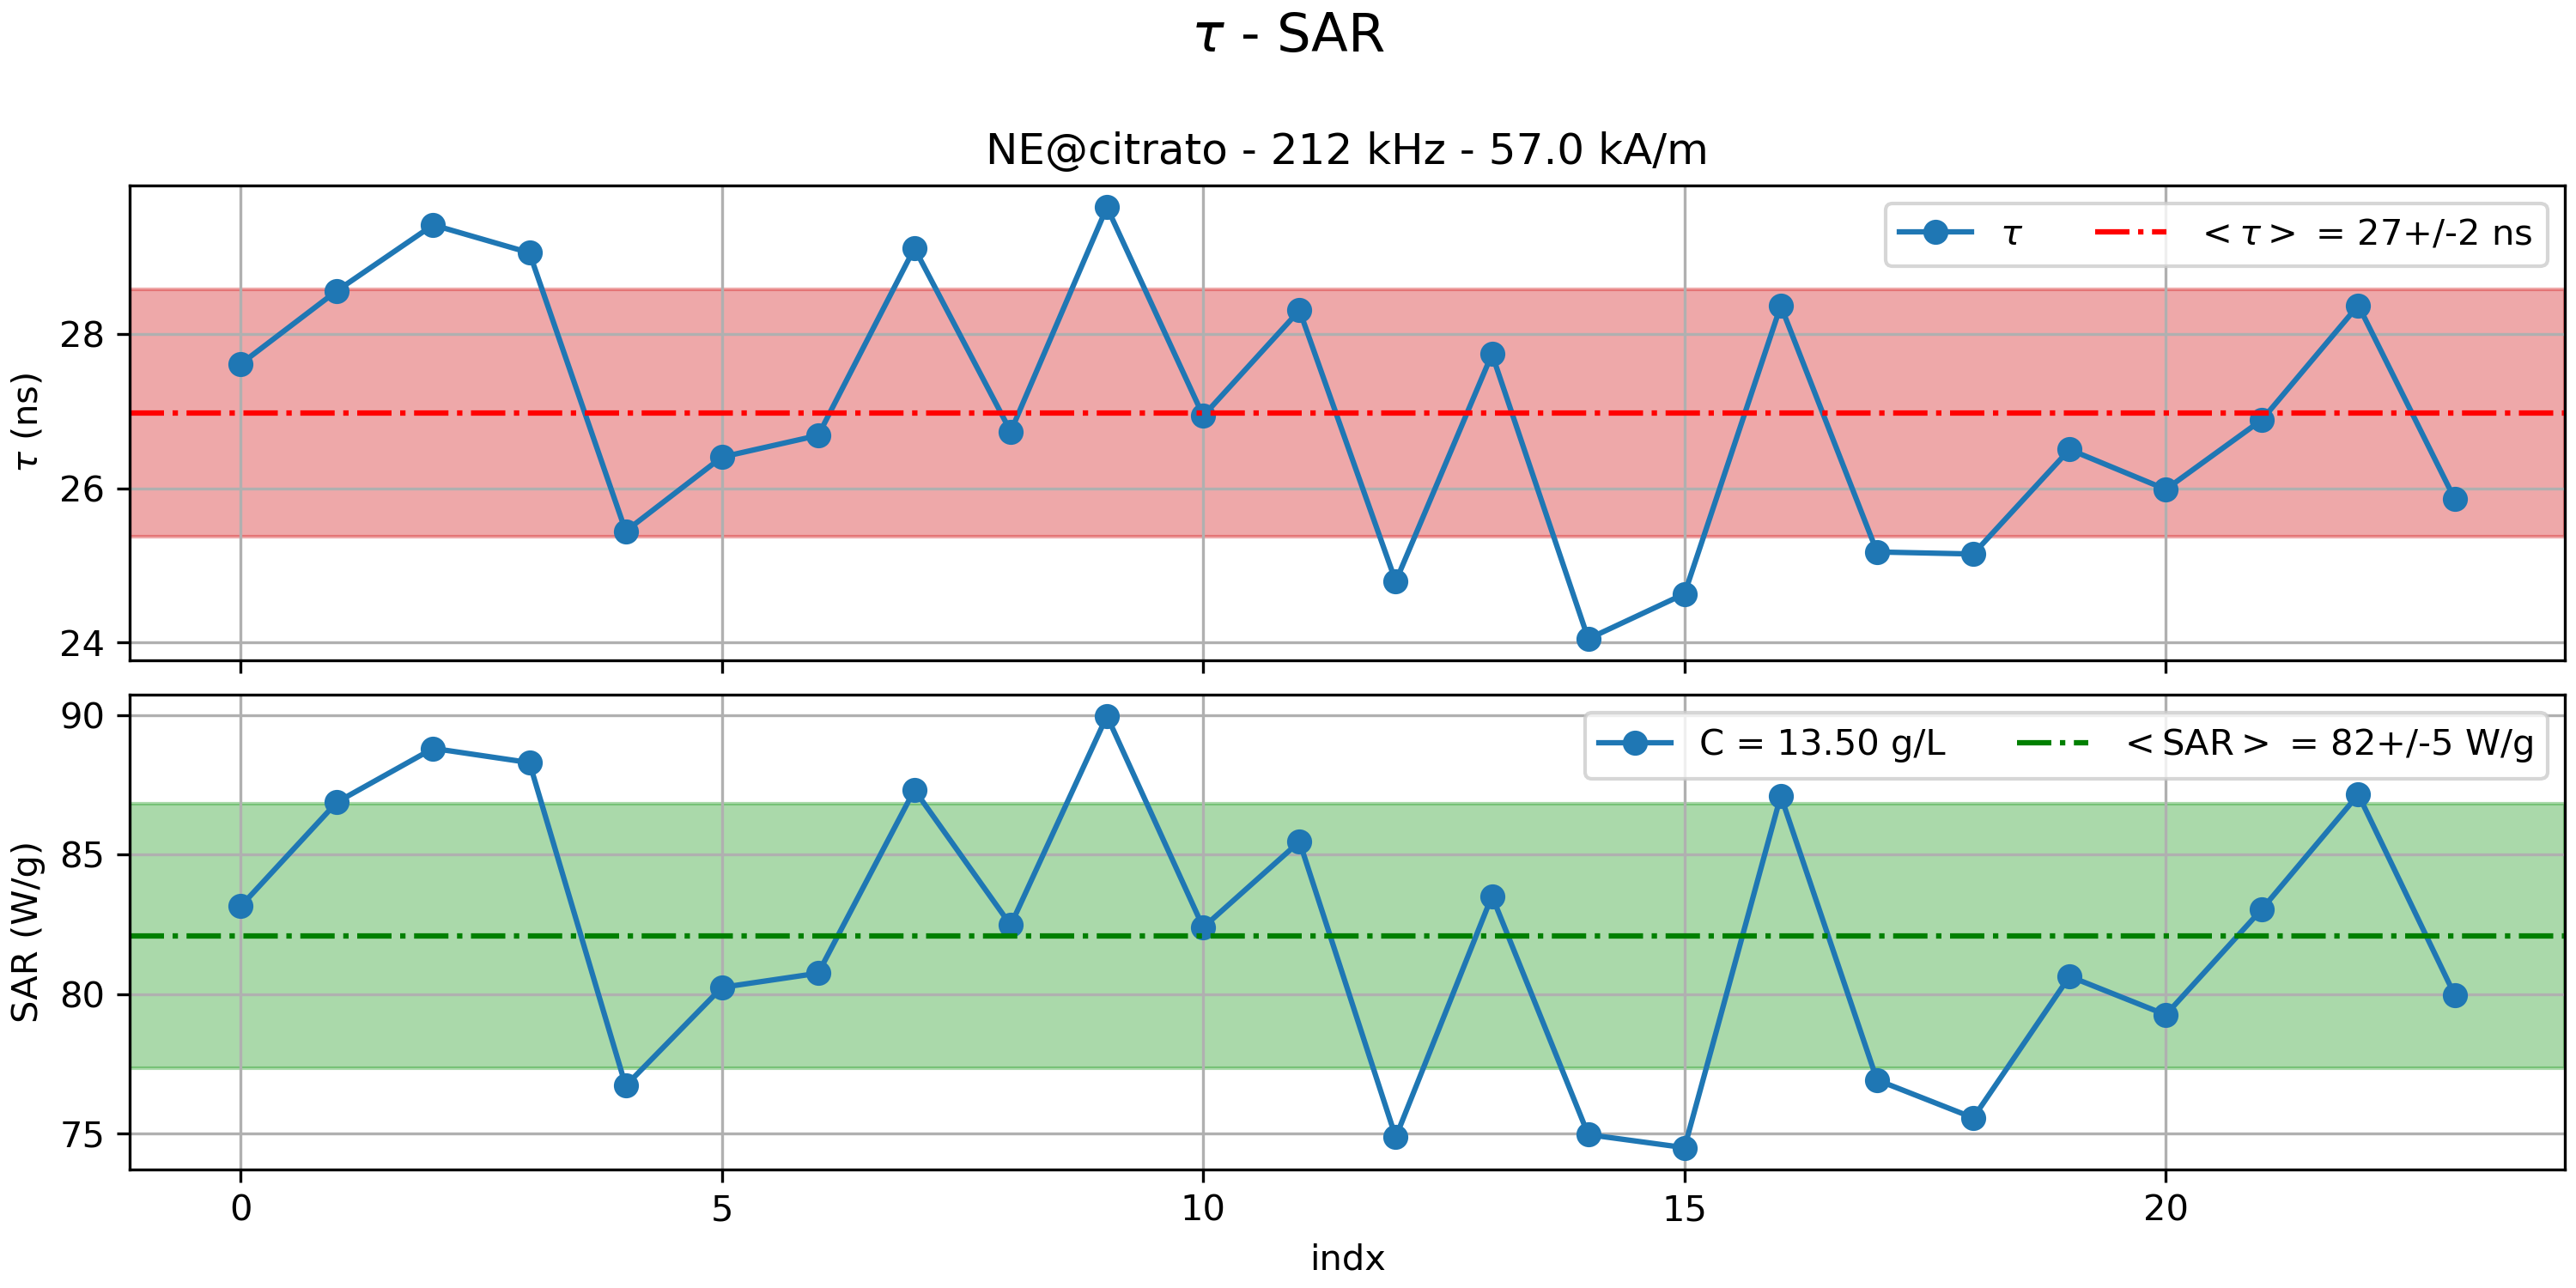 τ - SAR
NE@citrato - 212 kHz - 57.0 kA/m
τ
<τ> = 27+/-2 ns
τ (ns)
28
26
24
C = 13.50 g/L
<SAR> = 82+/-5 W/g
SAR (W/g)
90
85
80
75
0 5 10 15 20
indx